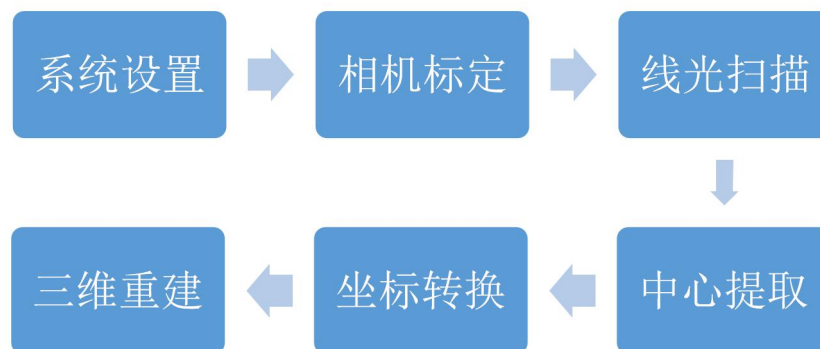 系统设置
相机标定
线光扫描
中心提取
坐标转换
三维重建